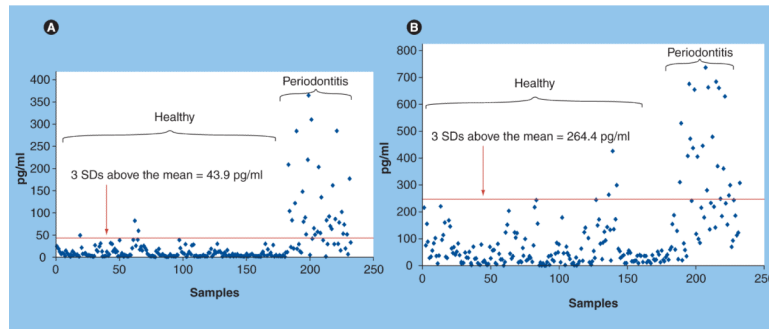 A
Periodontitis
Healthy
3 SDs above the mean = 43.9 pg/ml
pg/ml
400
350
300
250
200
150
100
50
0
0 50 100 150 200 250
Samples
B
Periodontitis
Healthy
3 SDs above the mean = 264.4 pg/ml
pg/ml
800
700
600
500
400
300
200
100
0
0 50 100 150 200 250
Samples